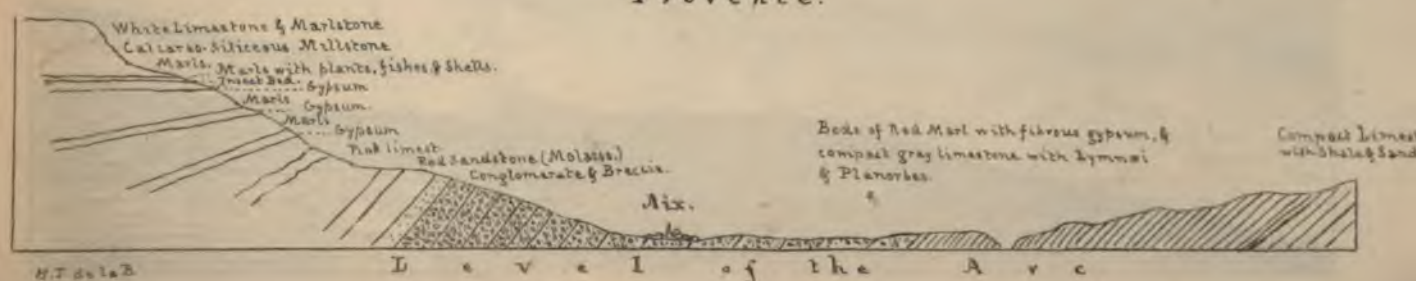 Provence.
White Limestone & Marlstone
Calcareo-Siliceous Millstone
Marls. Marls with plants, fishes & Shells.
Insect Bed. Gypsum
Marls Gypsum.
Marls
Gypsum
Pink limest
Red Sandstone (Molasse.)
Conglomerate & Breccia.
Beds of Red Marl with fibrous gypsum, &
compact gray limestone with Lymnæi
& Planorbes.
Compact Limest
with Shale & Sand
Aix.
Level of the Arc
H.T. de la B.